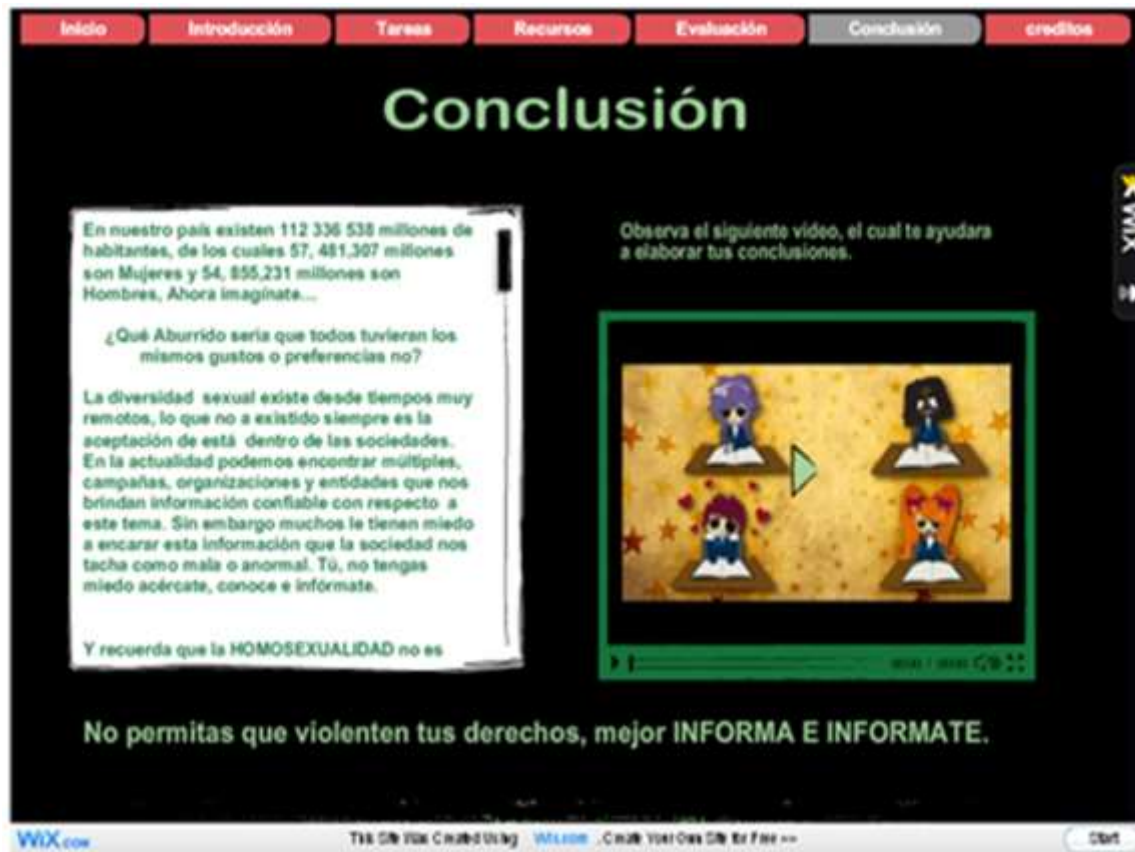 Inicio
Introducción
Tareas
Recursos
Evaluación
Conclusión
creditos
Conclusión
En nuestro país existen 112 336 538 millones de
habitantes, de los cuales 57, 481,307 millones
son Mujeres y 54, 855,231 millones son
Hombres, Ahora imagínate...
¿Qué Aburrido seria que todos tuvieran los
mismos gustos o preferencias no?
La diversidad sexual existe desde tiempos muy
remotos, lo que no a existido siempre es la
aceptación de está dentro de las sociedades.
En la actualidad podemos encontrar múltiples,
campañas, organizaciones y entidades que nos
brindan información confiable con respecto a
este tema. Sin embargo muchos le tienen miedo
a encarar esta información que la sociedad nos
tacha como mala o anormal. Tú, no tengas
miedo acércate, conoce e infórmate.
Y recuerda que la HOMOSEXUALIDAD no es
Observa el siguiente video, el cual te ayudara
a elaborar tus conclusiones.
WIX
No permitas que violenten tus derechos, mejor INFORMA E INFORMATE.
WiX.com
This Site Was Created Using Wix.com . Create Your Own Site for Free >>
Start